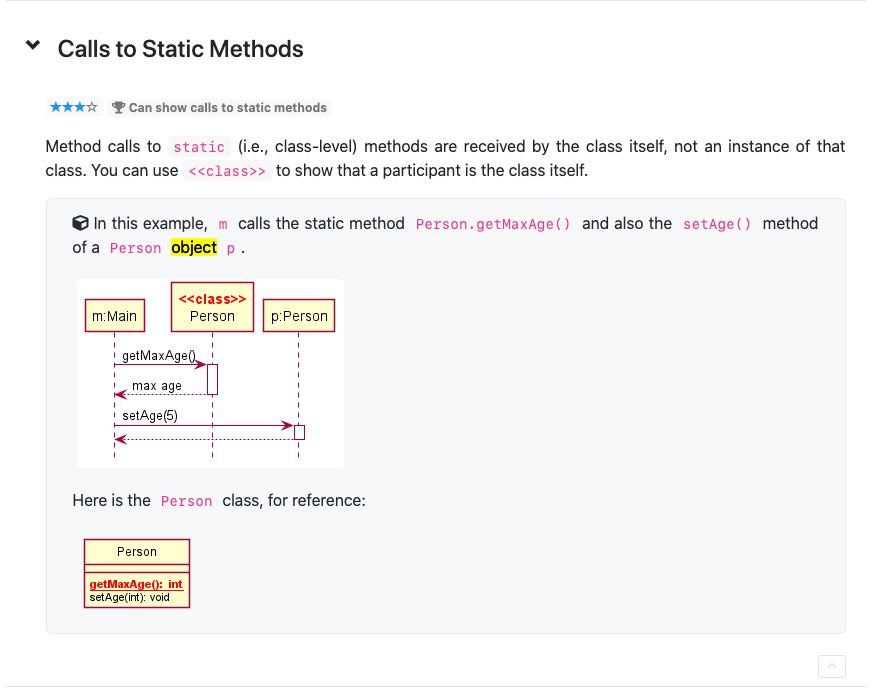 Calls to Static Methods
★★★☆ 🏆 Can show calls to static methods
Method calls to static (i.e., class-level) methods are received by the class itself, not an instance of that
class. You can use <<class>> to show that a participant is the class itself.
In this example, m calls the static method Person.getMaxAge() and also the setAge() method
of a Person object p .
<<class>>
m:Main Person p:Person
getMaxAge()
max age
setAge(5)
Here is the Person class, for reference:
Person
getMaxAge(): int
setAge(int): void